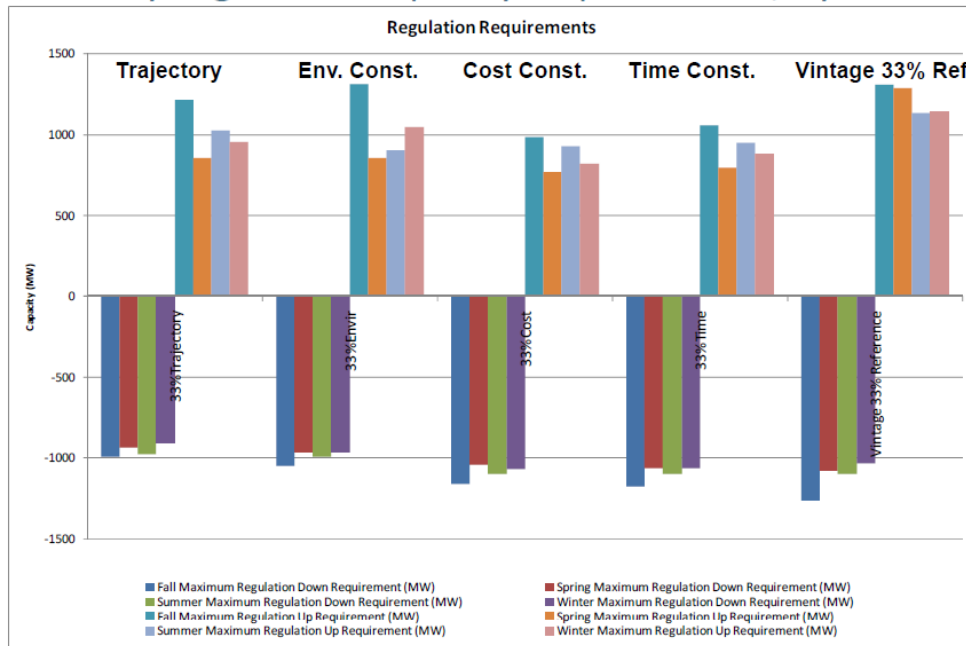 Regulation Requirements
Trajectory Env. Const. Cost Const. Time Const. Vintage 33% Ref
1500
1000
500
0
-500
-1000
-1500
Capacity (MW)
33%Trajectory
33%Envir
33%Cost
33%Time
Vintage 33% Reference
Fall Maximum Regulation Down Requirement (MW) Spring Maximum Regulation Down Requirement (MW)
Summer Maximum Regulation Down Requirement (MW) Winter Maximum Regulation Down Requirement (MW)
Fall Maximum Regulation Up Requirement (MW) Spring Maximum Regulation Up Requirement (MW)
Summer Maximum Regulation Up Requirement (MW) Winter Maximum Regulation Up Requirement (MW)